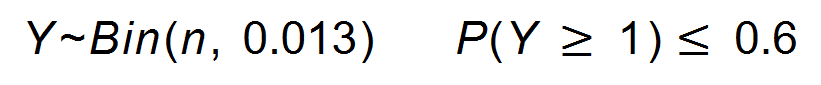 Y~Bin(n, 0.013) P(Y ≥ 1) ≤ 0.6